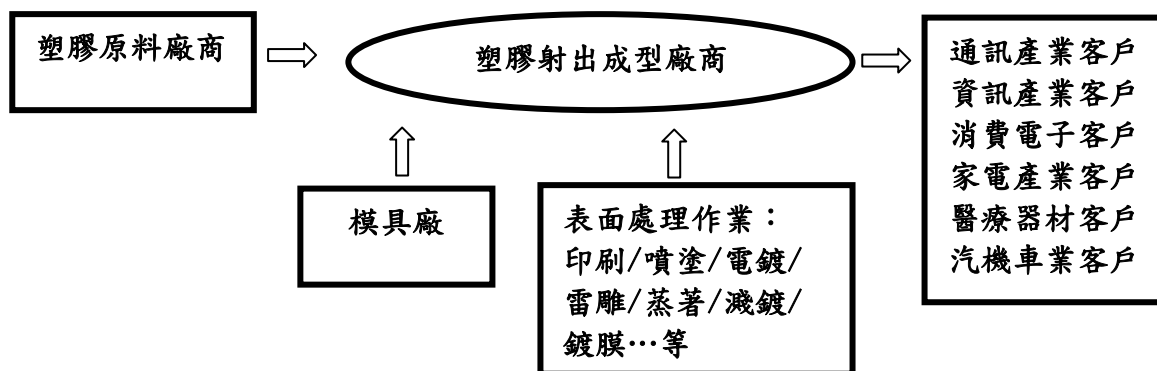 塑膠原料廠商
塑膠射出成型廠商
通訊產業客戶
資訊產業客戶
消費電子客戶
家電產業客戶
醫療器材客戶
汽機車業客戶
模具廠
表面處理作業：
印刷/噴塗/電鍍/
雷雕/蒸著/濺鍍/
鍍膜…等